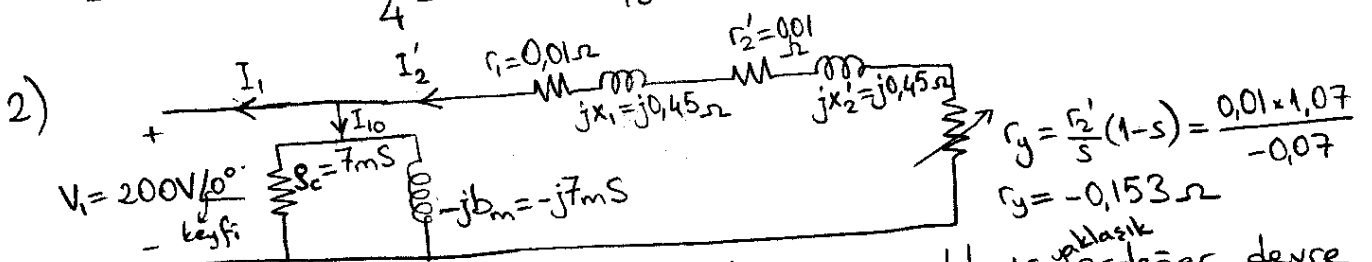 4
2)
I₁
I₂'
r₁=0,01Ω
r₂'=0,01
Ω
jx₁=j0,45Ω
jx₂'=j0,45Ω
+
I₁₀
V₁=200V∠0°
keyfi
-
g_c=7mS
-jb_m=-j7mS
r_y=r₂'/s(1-s)=0,01×1,07/-0,07
r_y=-0,153Ω
yaklaşık
devre